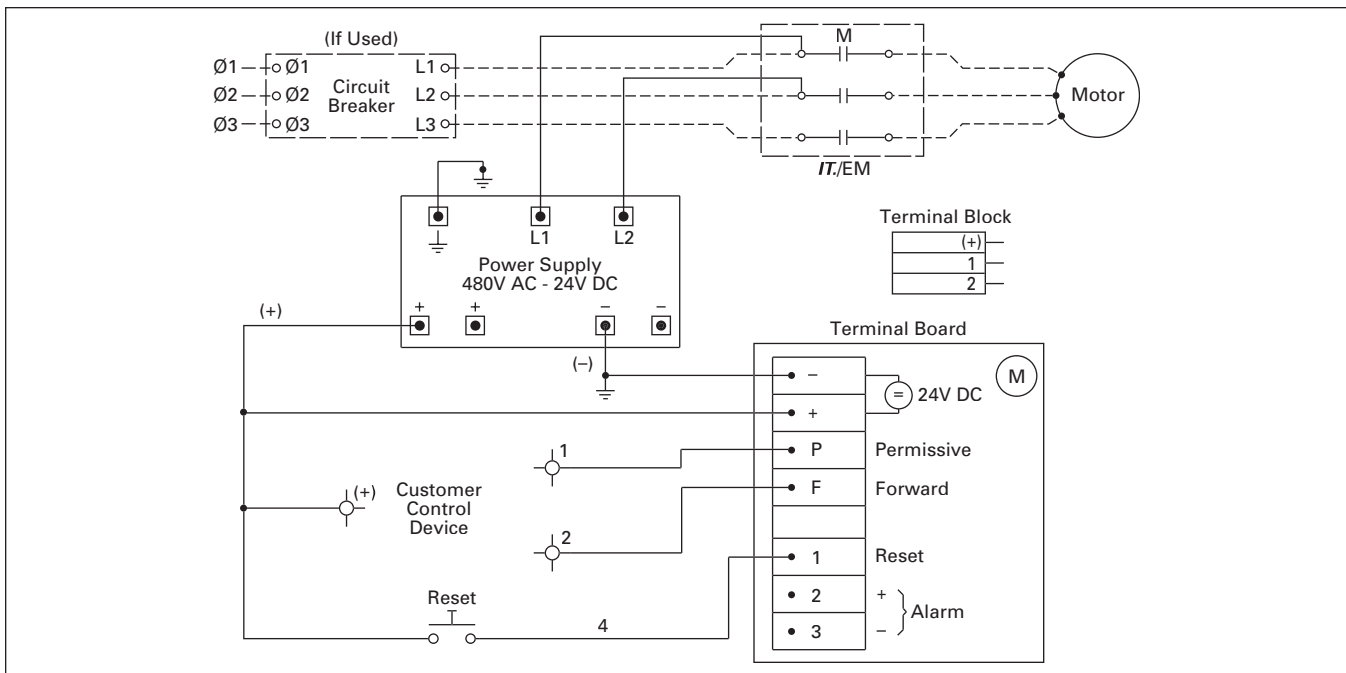 (If Used)
M
Ø1 Ø1 L1
Ø2 Ø2 Circuit Breaker L2
Ø3 Ø3 L3
Motor
IT./EM
L1 L2
Power Supply
480V AC - 24V DC
+ + – –
(+)
(–)
Terminal Block
(+)
1
2
Terminal Board
– = 24V DC M
+
1 P Permissive
(+) Customer Control Device
F Forward
2
1 Reset
Reset
4
2 + Alarm
3 –